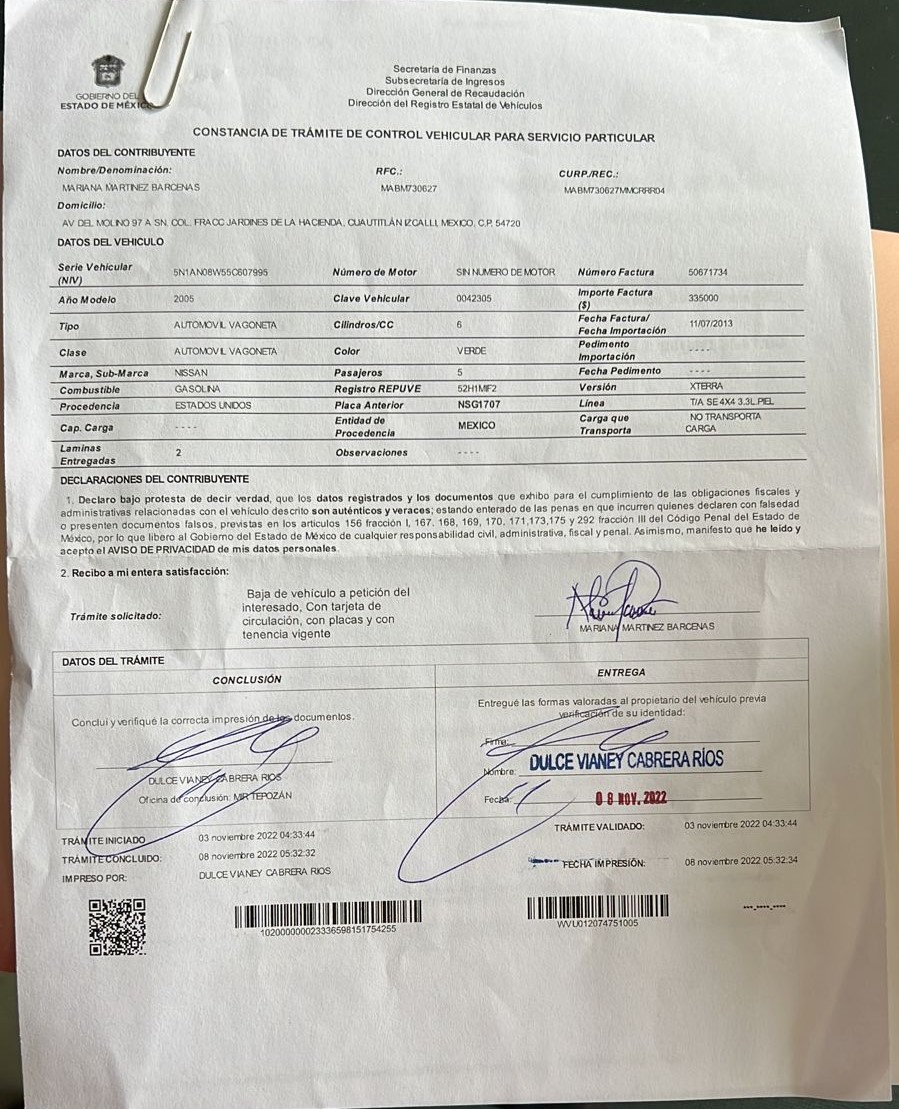 GOBIERNO DEL
ESTADO DE MÉXICO
Secretaría de Finanzas
Subsecretaría de Ingresos
Dirección General de Recaudación
Dirección del Registro Estatal de Vehículos
CONSTANCIA DE TRÁMITE DE CONTROL VEHICULAR PARA SERVICIO PARTICULAR
DATOS DEL CONTRIBUYENTE
Nombre/Denominación: RFC.: CURP./REC.:
MARIANA MARTINEZ BARCENAS MABM730627 MABM730627MMCRRR04
Domicilio:
AV DEL MOLINO 97 A SN, COL. FRACC JARDINES DE LA HACIENDA, CUAUTITLÁN IZCALLI, MEXICO, C.P. 54720
DATOS DEL VEHICULO
Serie Vehicular (NIV) 5N1AN08W55C607995 Número de Motor SIN NUMERO DE MOTOR Número Factura 50671734
Año Modelo 2005 Clave Vehicular 0042305 Importe Factura ($) 335000
Tipo AUTOMOVIL VAGONETA Cilindros/CC 6 Fecha Factura/ Fecha Importación 11/07/2013
Clase AUTOMOVIL VAGONETA Color VERDE Pedimento Importación - - - -
Marca, Sub-Marca NISSAN Pasajeros 5 Fecha Pedimento - - - -
Combustible GASOLINA Registro REPUVE 52H1MIF2 Versión XTERRA
Procedencia ESTADOS UNIDOS Placa Anterior NSG1707 Línea T/A SE 4X4 3.3L.PIEL
Cap. Carga - - - - Entidad de Procedencia MEXICO Carga que Transporta NO TRANSPORTA CARGA
Laminas Entregadas 2 Observaciones - - - -
DECLARACIONES DEL CONTRIBUYENTE
1. Declaro bajo protesta de decir verdad, que los datos registrados y los documentos que exhibo para el cumplimiento de las obligaciones fiscales y
administrativas relacionadas con el vehículo descrito son auténticos y veraces; estando enterado de las penas en que incurren quienes declaren con falsedad
o presenten documentos falsos, previstas en los artículos 156 fracción I, 167, 168, 169, 170, 171,173,175 y 292 fracción III del Código Penal del Estado de
México, por lo que libero al Gobierno del Estado de México de cualquier responsabilidad civil, administrativa, fiscal y penal. Asimismo, manifiesto que he leido y
acepto el AVISO DE PRIVACIDAD de mis datos personales.
2. Recibo a mi entera satisfacción:
Trámite solicitado: Baja de vehículo a petición del
interesado, Con tarjeta de
circulación, con placas y con
tenencia vigente
MARIANA MARTINEZ BARCENAS
DATOS DEL TRÁMITE
CONCLUSIÓN
Concluí y verifiqué la correcta impresión de los documentos.
DULCE VIANEY CABRERA RIOS
Oficina de conclusión: MR TEPOZÁN
ENTREGA
Entregué las formas valoradas al propietario del vehículo previa
verificación de su identidad:
Firma:
Nombre: DULCE VIANEY CABRERA RÍOS
Fecha: 08 NOV. 2022
TRÁMITE INICIADO 03 noviembre 2022 04:33:44 TRÁMITE VALIDADO: 03 noviembre 2022 04:33:44
TRÁMITE CONCLUIDO: 08 noviembre 2022 05:32:32 FECHA IMPRESIÓN: 08 noviembre 2022 05:32:34
IMPRESO POR: DULCE VIANEY CABRERA RIOS
10200000002333659815175425​5
WVU012074751005
---.----.---